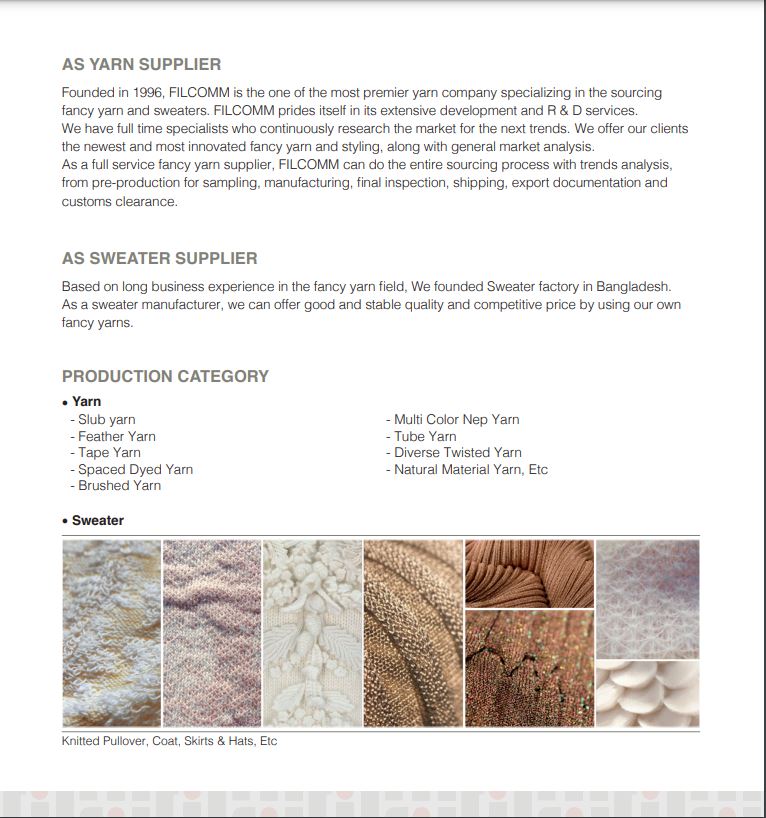 AS YARN SUPPLIER
Founded in 1996, FILCOMM is the one of the most premier yarn company specializing in the sourcing
fancy yarn and sweaters. FILCOMM prides itself in its extensive development and R & D services.
We have full time specialists who continuously research the market for the next trends. We offer our clients
the newest and most innovated fancy yarn and styling, along with general market analysis.
As a full service fancy yarn supplier, FILCOMM can do the entire sourcing process with trends analysis,
from pre-production for sampling, manufacturing, final inspection, shipping, export documentation and
customs clearance.
AS SWEATER SUPPLIER
Based on long business experience in the fancy yarn field, We founded Sweater factory in Bangladesh.
As a sweater manufacturer, we can offer good and stable quality and competitive price by using our own
fancy yarns.
PRODUCTION CATEGORY
• Yarn
- Slub yarn
- Feather Yarn
- Tape Yarn
- Spaced Dyed Yarn
- Brushed Yarn
- Multi Color Nep Yarn
- Tube Yarn
- Diverse Twisted Yarn
- Natural Material Yarn, Etc
• Sweater
Knitted Pullover, Coat, Skirts & Hats, Etc